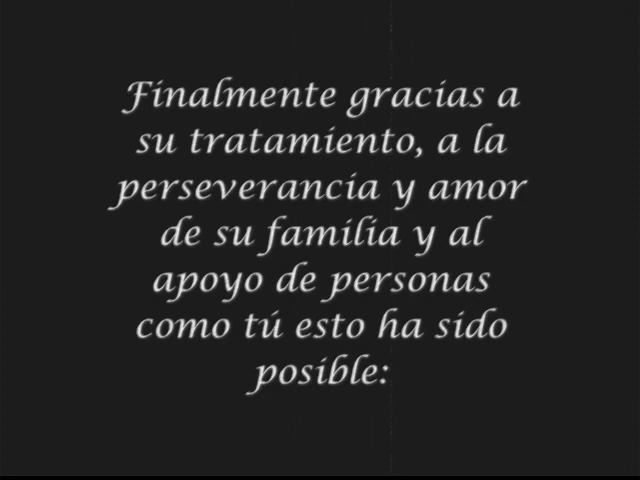 Finalmente gracias a
su tratamiento, a la
perseverancia y amor
de su familia y al
apoyo de personas
como tú esto ha sido
posible: